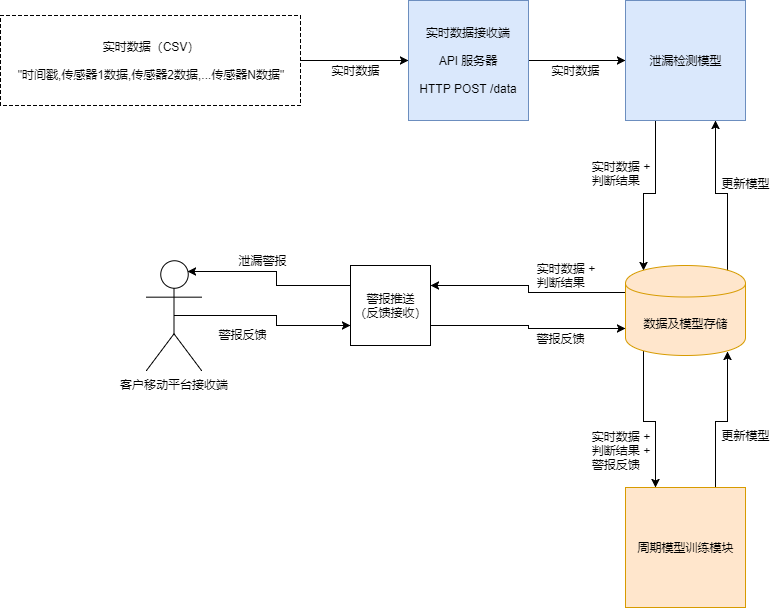 实时数据（CSV）
"时间戳,传感器1数据,传感器2数据,...传感器N数据"
实时数据
实时数据接收端
API 服务器
HTTP POST /data
实时数据
泄漏检测模型
实时数据 +
判断结果
更新模型
泄漏警报
警报反馈
客户移动平台接收端
警报推送
（反馈接收）
实时数据 +
判断结果
警报反馈
数据及模型存储
实时数据 +
判断结果 +
警报反馈
更新模型
周期模型训练模块